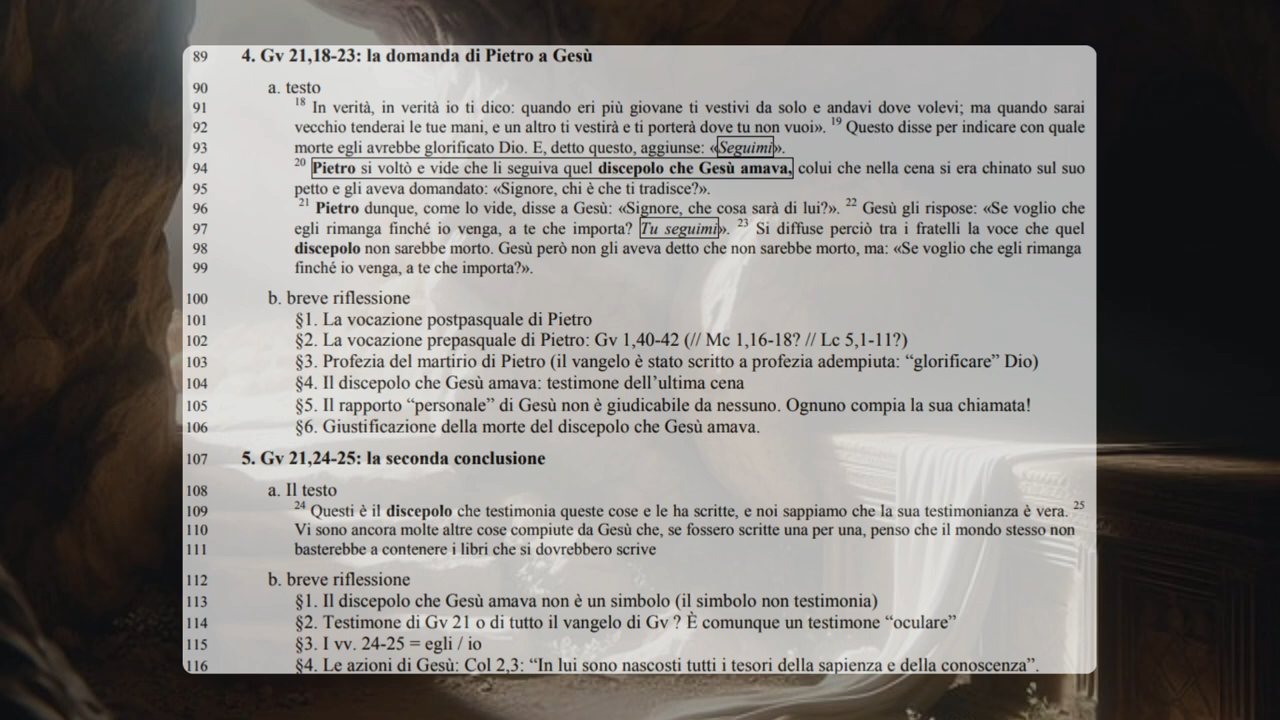 89 4. Gv 21,18-23: la domanda di Pietro a Gesù
90 a. testo
91 18 In verità, in verità io ti dico: quando eri più giovane ti vestivi da solo e andavi dove volevi; ma quando sarai
92 vecchio tenderai le tue mani, e un altro ti vestirà e ti porterà dove tu non vuoi». 19 Questo disse per indicare con quale
93 morte egli avrebbe glorificato Dio. E, detto questo, aggiunse: «Seguimi».
94 20 Pietro si voltò e vide che li seguiva quel discepolo che Gesù amava, colui che nella cena si era chinato sul suo
95 petto e gli aveva domandato: «Signore, chi è che ti tradisce?».
96 21 Pietro dunque, come lo vide, disse a Gesù: «Signore, che cosa sarà di lui?». 22 Gesù gli rispose: «Se voglio che
97 egli rimanga finché io venga, a te che importa? Tu seguimi». 23 Si diffuse perciò tra i fratelli la voce che quel
98 discepolo non sarebbe morto. Gesù però non gli aveva detto che non sarebbe morto, ma: «Se voglio che egli rimanga
99 finché io venga, a te che importa?».
100 b. breve riflessione
101 §1. La vocazione postpasquale di Pietro
102 §2. La vocazione prepasquale di Pietro: Gv 1,40-42 (// Mc 1,16-18? // Lc 5,1-11?)
103 §3. Profezia del martirio di Pietro (il vangelo è stato scritto a profezia adempiuta: “glorificare” Dio)
104 §4. Il discepolo che Gesù amava: testimone dell’ultima cena
105 §5. Il rapporto “personale” di Gesù non è giudicabile da nessuno. Ognuno compia la sua chiamata!
106 §6. Giustificazione della morte del discepolo che Gesù amava.
107 5. Gv 21,24-25: la seconda conclusione
108 a. Il testo
109 24 Questi è il discepolo che testimonia queste cose e le ha scritte, e noi sappiamo che la sua testimonianza è vera. 25
110 Vi sono ancora molte altre cose compiute da Gesù che, se fossero scritte una per una, penso che il mondo stesso non
111 basterebbe a contenere i libri che si dovrebbero scrive
112 b. breve riflessione
113 §1. Il discepolo che Gesù amava non è un simbolo (il simbolo non testimonia)
114 §2. Testimone di Gv 21 o di tutto il vangelo di Gv ? È comunque un testimone “oculare”
115 §3. I vv. 24-25 = egli / io
116 §4. Le azioni di Gesù: Col 2,3: “In lui sono nascosti tutti i tesori della sapienza e della conoscenza”.